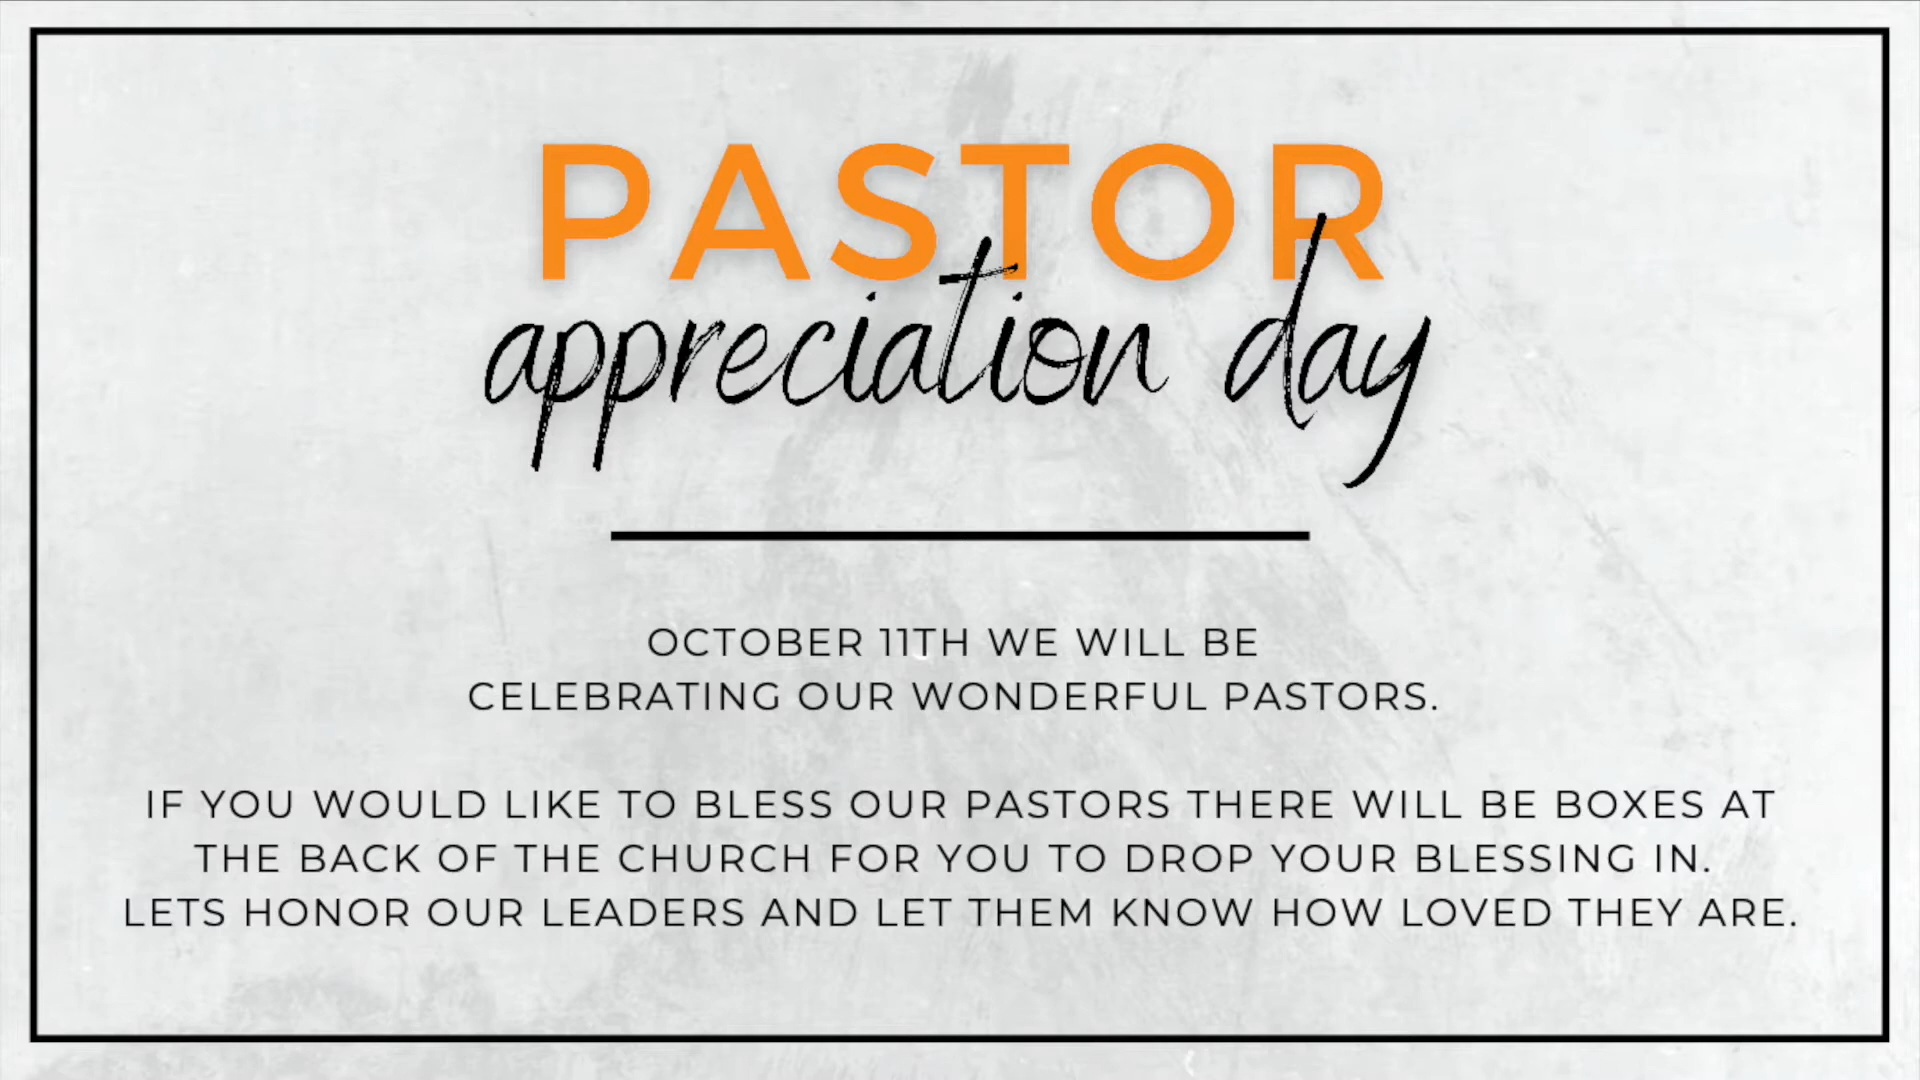 PASTOR
appreciation day
OCTOBER 11TH WE WILL BE
CELEBRATING OUR WONDERFUL PASTORS.
IF YOU WOULD LIKE TO BLESS OUR PASTORS THERE WILL BE BOXES AT
THE BACK OF THE CHURCH FOR YOU TO DROP YOUR BLESSING IN.
LETS HONOR OUR LEADERS AND LET THEM KNOW HOW LOVED THEY ARE.